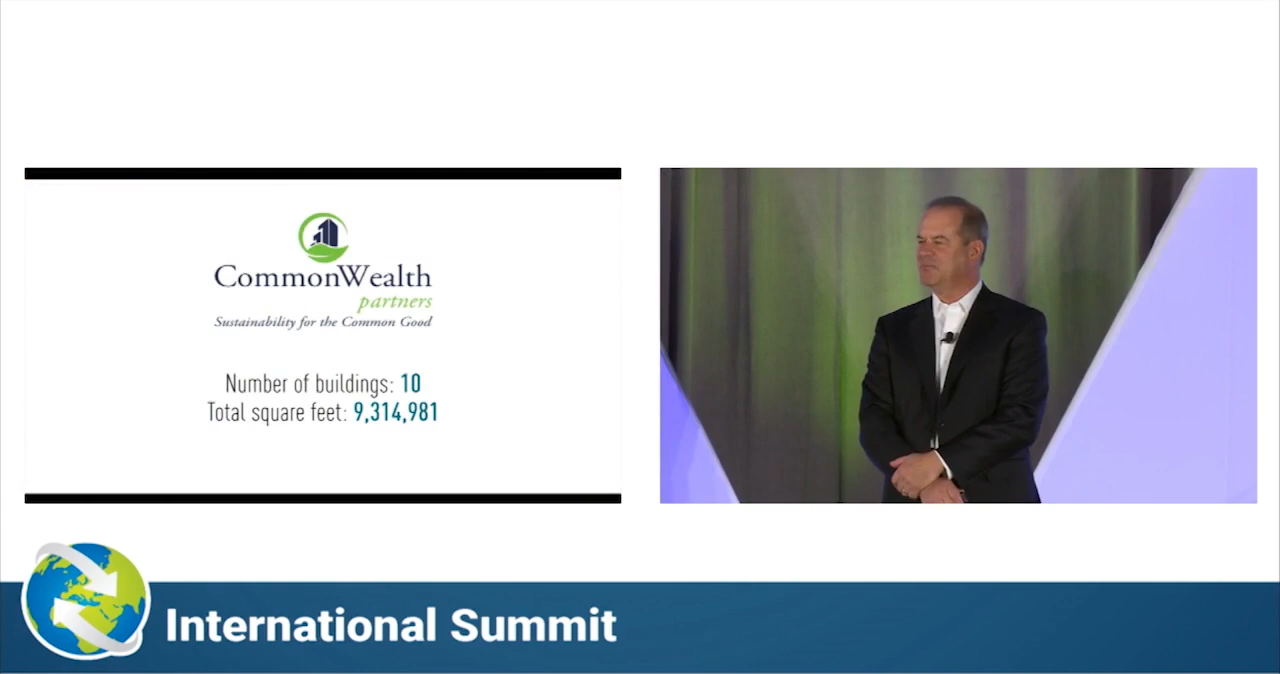 CommonWealth
partners
Sustainability for the Common Good
Number of buildings: 10
Total square feet: 9,314,981
International Summit